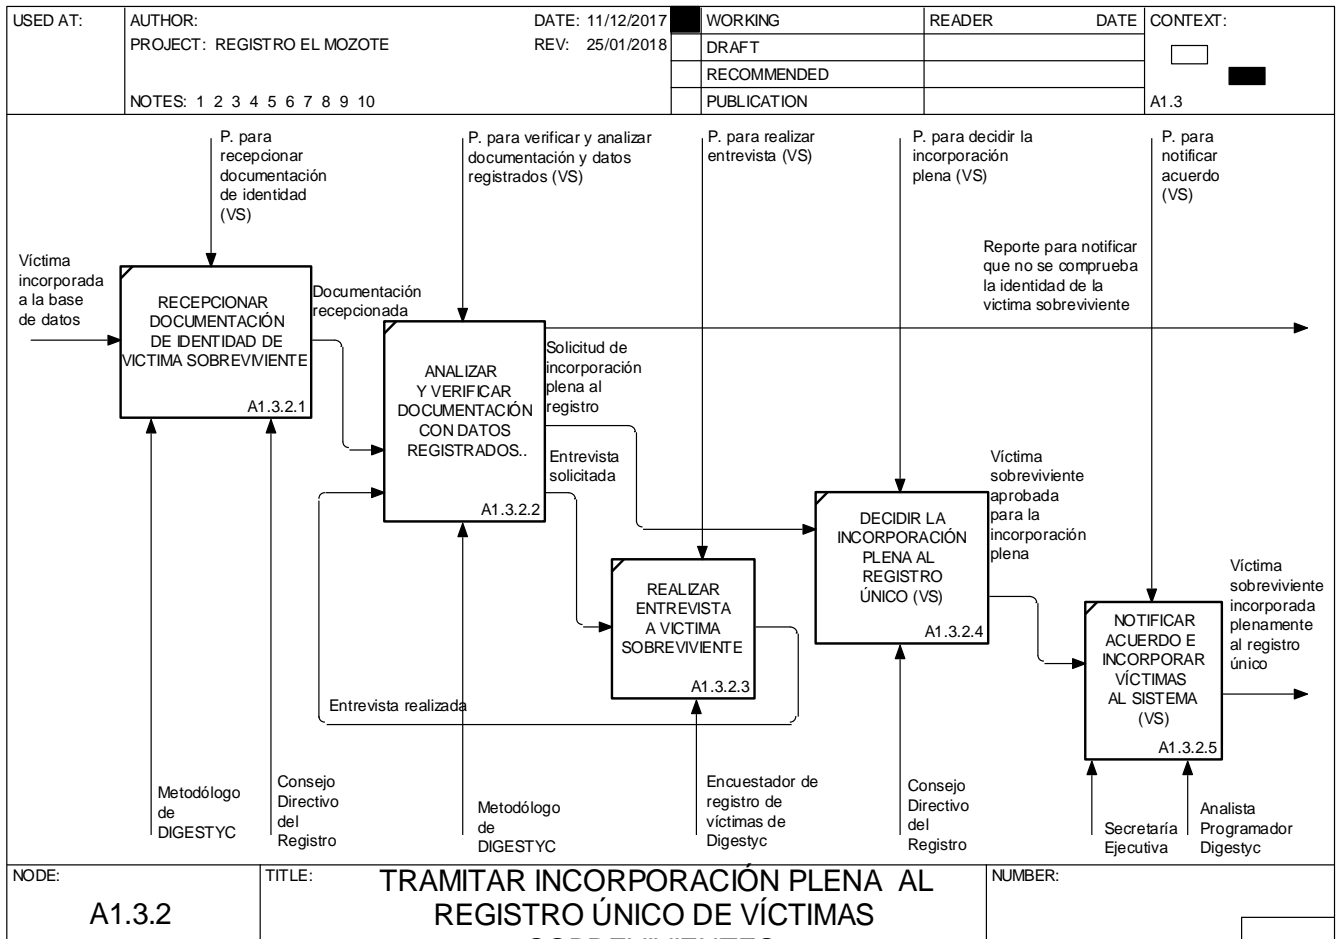 USED AT:
AUTHOR:
DATE: 11/12/2017
WORKING
READER
DATE
CONTEXT:
PROJECT: REGISTRO EL MOZOTE
REV: 25/01/2018
DRAFT
RECOMMENDED
NOTES: 1 2 3 4 5 6 7 8 9 10
PUBLICATION
A1.3
P. para
recepcionar
documentación
de identidad
(VS)
P. para verificar y analizar
documentación y datos
registrados (VS)
P. para realizar
entrevista (VS)
P. para decidir la
incorporación
plena (VS)
P. para
notificar
acuerdo
(VS)
Víctima
incorporada
a la base
de datos
RECEPCIONAR
DOCUMENTACIÓN
DE IDENTIDAD DE
VICTIMA SOBREVIVIENTE
A1.3.2.1
Documentación
recepcionada
Reporte para notificar
que no se comprueba
la identidad de la
victima sobreviviente
ANALIZAR
Y VERIFICAR
DOCUMENTACIÓN
CON DATOS
REGISTRADOS..
A1.3.2.2
Solicitud de
incorporación
plena al
registro
Entrevista
solicitada
REALIZAR
ENTREVISTA
A VICTIMA
SOBREVIVIENTE
A1.3.2.3
Entrevista realizada
DECIDIR LA
INCORPORACIÓN
PLENA AL
REGISTRO
ÚNICO (VS)
A1.3.2.4
Víctima
sobreviviente
aprobada
para la
incorporación
plena
NOTIFICAR
ACUERDO E
INCORPORAR
VÍCTIMAS
AL SISTEMA
(VS)
A1.3.2.5
Víctima
sobreviviente
incorporada
plenamente
al registro
único
Metodólogo
de
DIGESTYC
Consejo
Directivo
del
Registro
Metodólogo
de
DIGESTYC
Encuestador de
registro de
víctimas de
Digestyc
Consejo
Directivo
del
Registro
Secretaría
Ejecutiva
Analista
Programador
Digestyc
NODE:
A1.3.2
TITLE:
TRAMITAR INCORPORACIÓN PLENA AL
REGISTRO ÚNICO DE VÍCTIMAS
NUMBER: